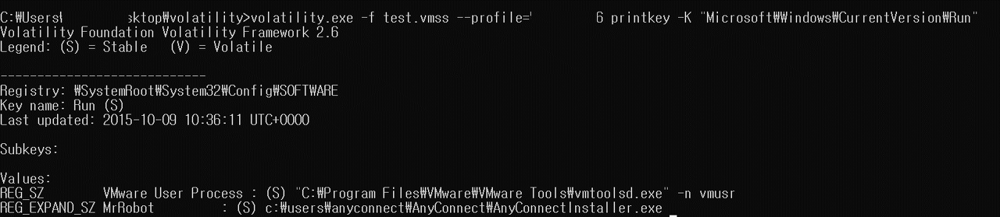 C:₩Users₩ sktop₩volatility>volatility.exe -f test.vmss --profile=' 6 printkey -K "Microsoft₩Windows₩CurrentVersion₩Run"
Volatility Foundation Volatility Framework 2.6
Legend: (S) = Stable (V) = Volatile
----------------------------
Registry: ₩SystemRoot₩System32₩Config₩SOFTWARE
Key name: Run (S)
Last updated: 2015-10-09 10:36:11 UTC+0000
Subkeys:
Values:
REG_SZ VMware User Process : (S) "C:₩Program Files₩VMware₩VMware Tools₩vmtoolsd.exe" -n vmusr
REG_EXPAND_SZ MrRobot : (S) c:₩users₩anyconnect₩AnyConnect₩AnyConnectInstaller.exe